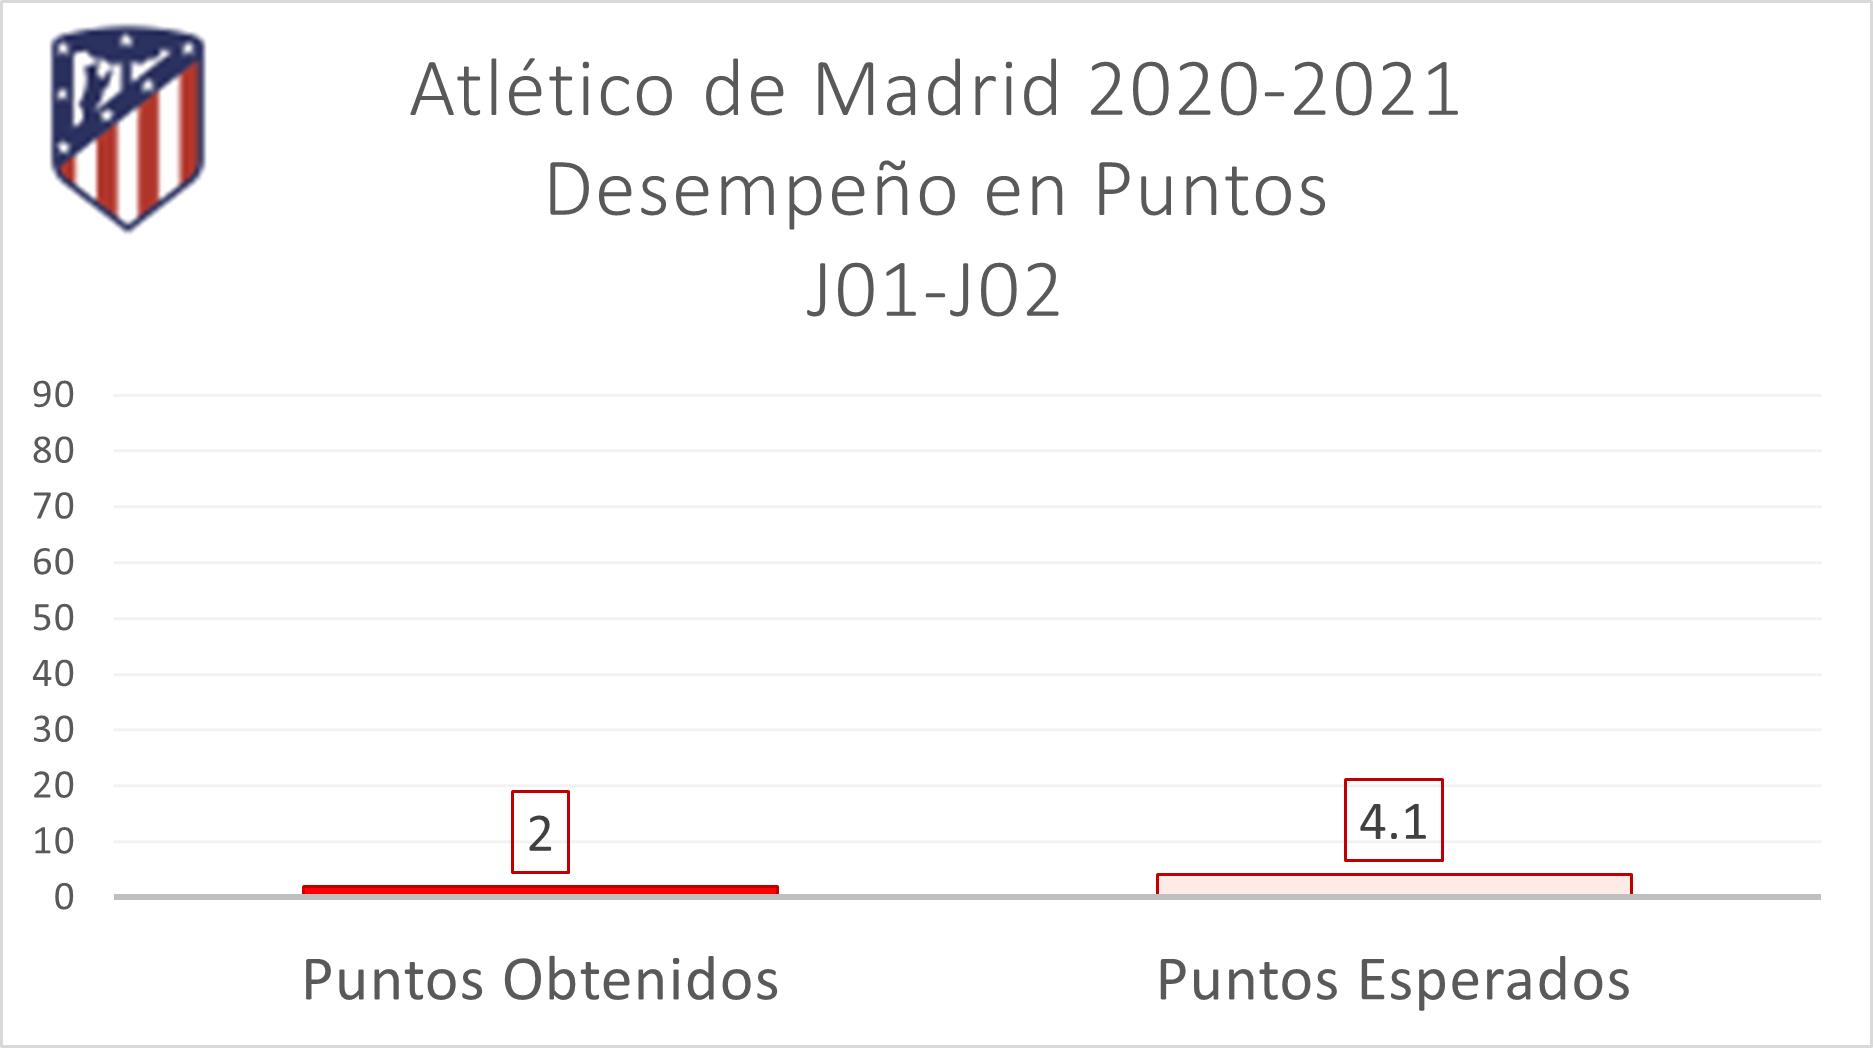 Atlético de Madrid 2020-2021
Desempeño en Puntos
J01-J02
90
80
70
60
50
40
30
20
10
0
2
4.1
Puntos Obtenidos
Puntos Esperados